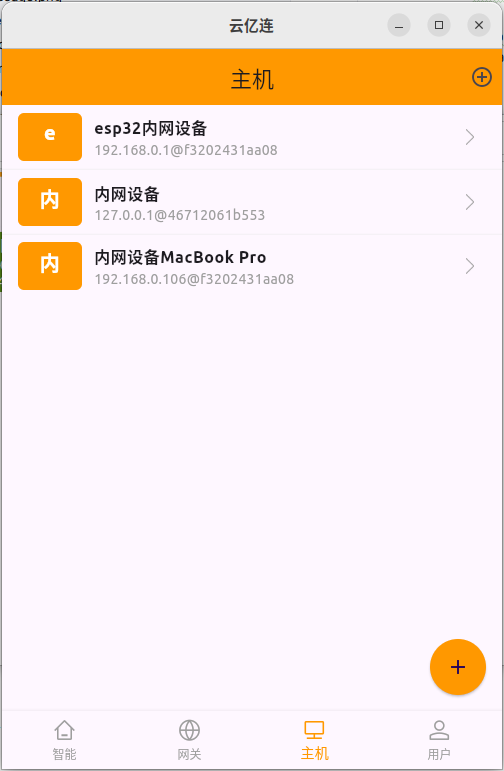 云亿连
主机
e
esp32内网设备
192.168.0.1@f3202431aa08
内
内网设备
127.0.0.1@46712061b553
内
内网设备MacBook Pro
192.168.0.106@f3202431aa08
智能
网关
主机
用户